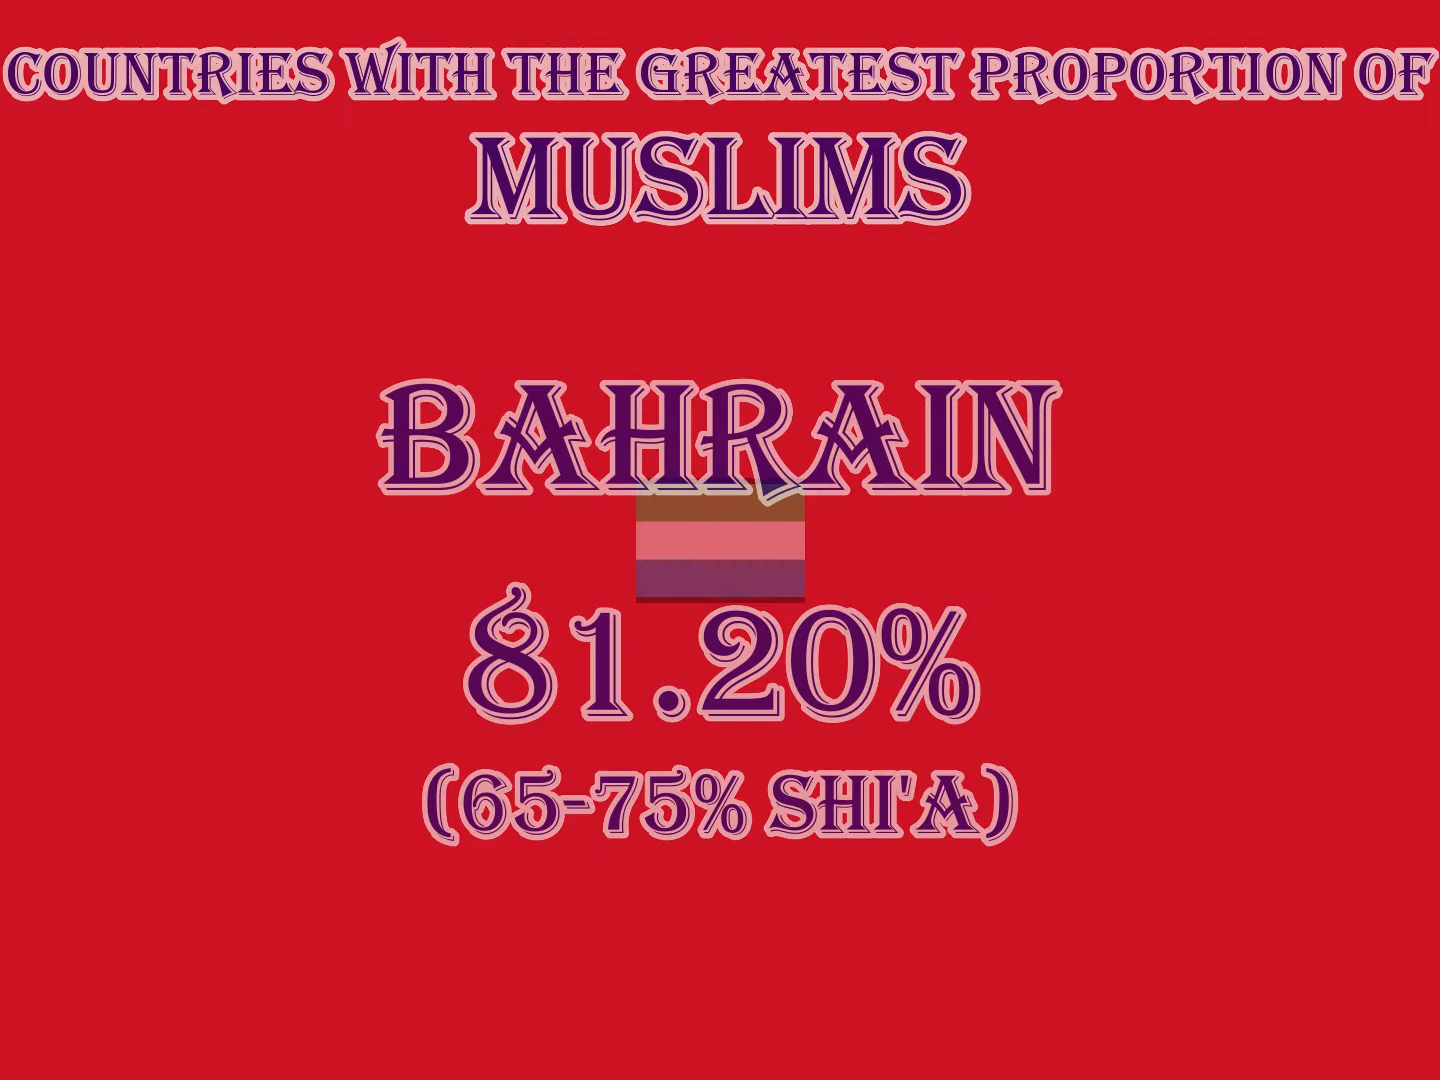 COUNTRIES WITH THE GREATEST PROPORTION OF
MUSLIMS
BAHRAIN
81.20%
(65-75% SHI'A)